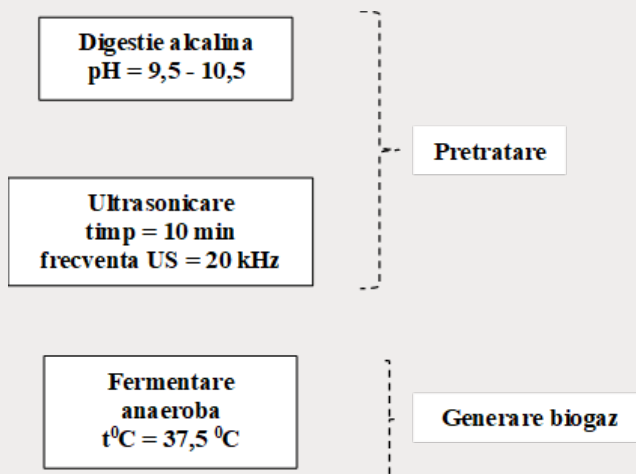 Digestie alcalina
pH = 9,5 - 10,5
Pretratare
Ultrasonicare
timp = 10 min
frecventa US = 20 kHz
Fermentare
anaeroba
t⁰C = 37,5 ⁰C
Generare biogaz